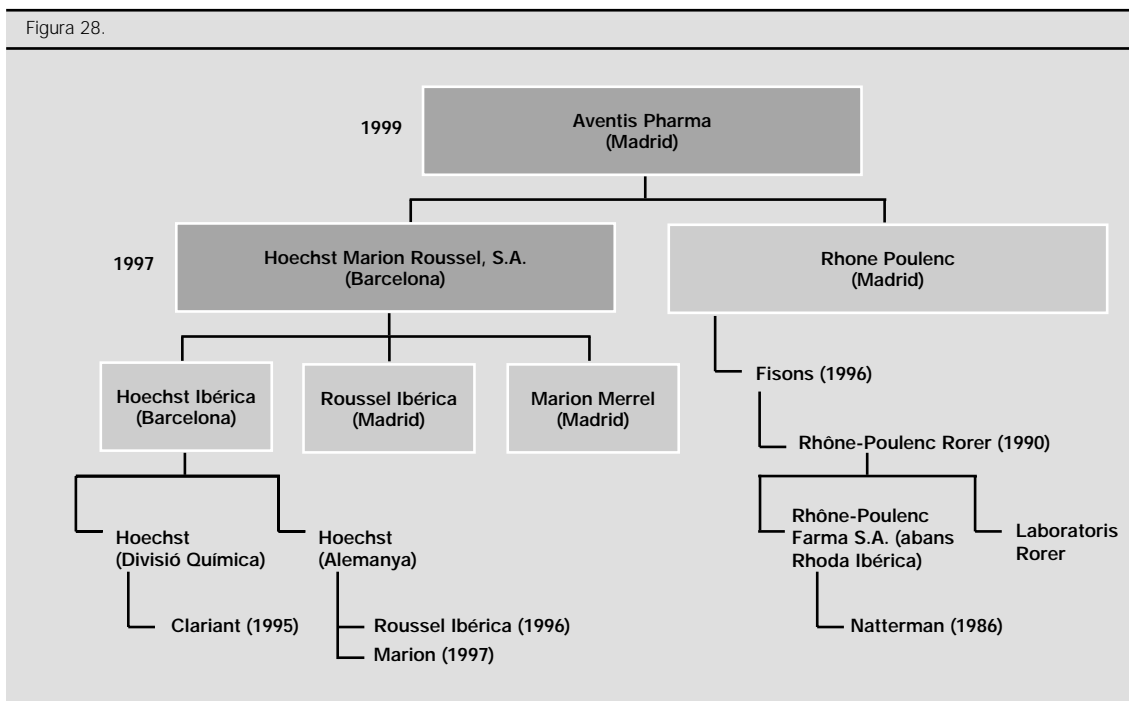 Figura 28.
1999
Aventis Pharma
(Madrid)
1997
Hoechst Marion Roussel, S.A.
(Barcelona)
Rhone Poulenc
(Madrid)
Hoechst Ibérica
(Barcelona)
Roussel Ibérica
(Madrid)
Marion Merrel
(Madrid)
Fisons (1996)
Rhône-Poulenc Rorer (1990)
Hoechst
(Divisió Química)
Hoechst
(Alemanya)
Rhône-Poulenc
Farma S.A. (abans
Rhoda Ibérica)
Laboratoris
Rorer
Clariant (1995)
Roussel Ibérica (1996)
Marion (1997)
Natterman (1986)